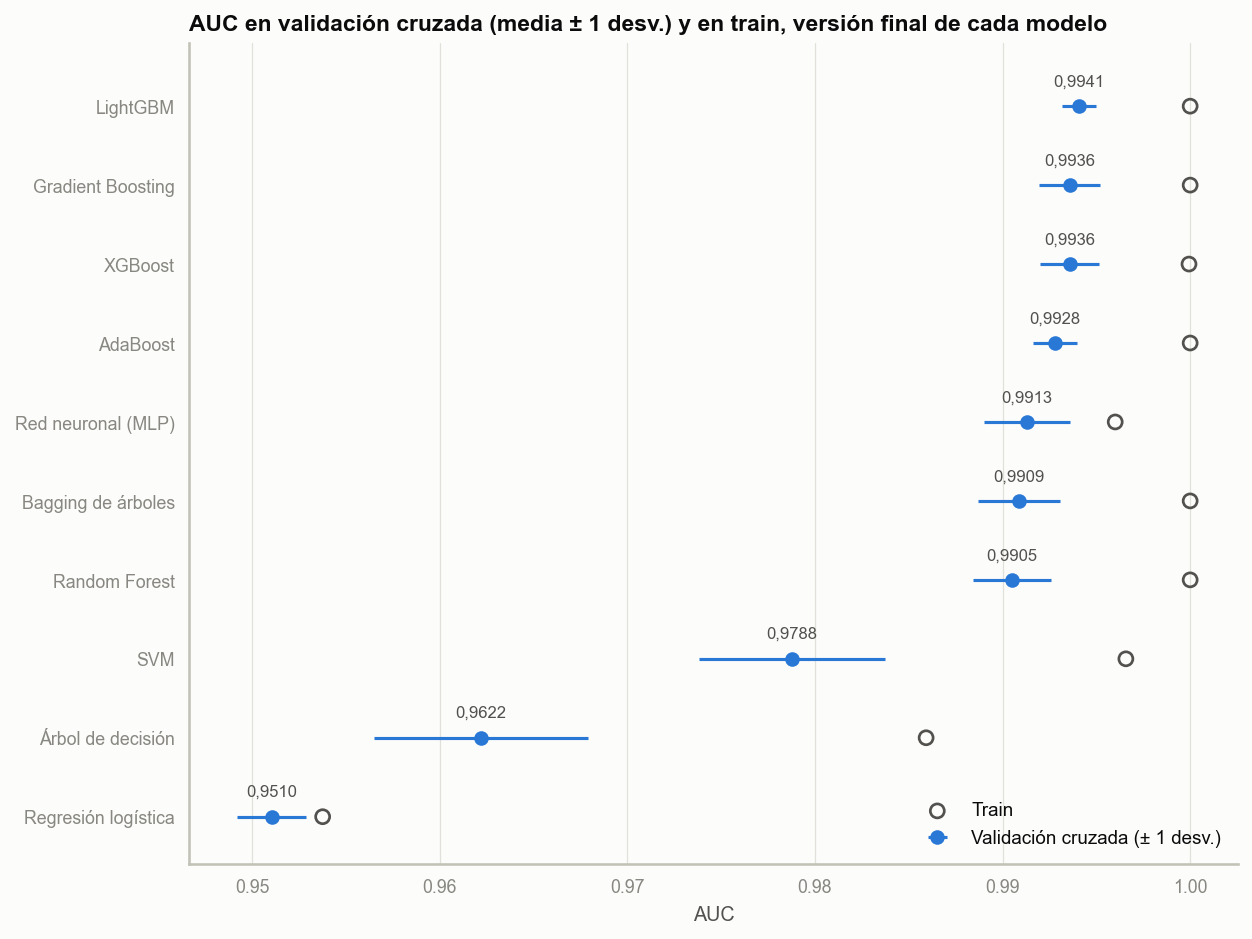 AUC en validación cruzada (media ± 1 desv.) y en train, versión final de cada modelo
0,9941
LightGBM
0,9936
Gradient Boosting
0,9936
XGBoost
0,9928
AdaBoost
0,9913
Red neuronal (MLP)
0,9909
Bagging de árboles
0,9905
Random Forest
0,9788
SVM
0,9622
Árbol de decisión
0,9510
Regresión logística
Train
Validación cruzada (± 1 desv.)
0.95 0.96 0.97 0.98 0.99 1.00
AUC